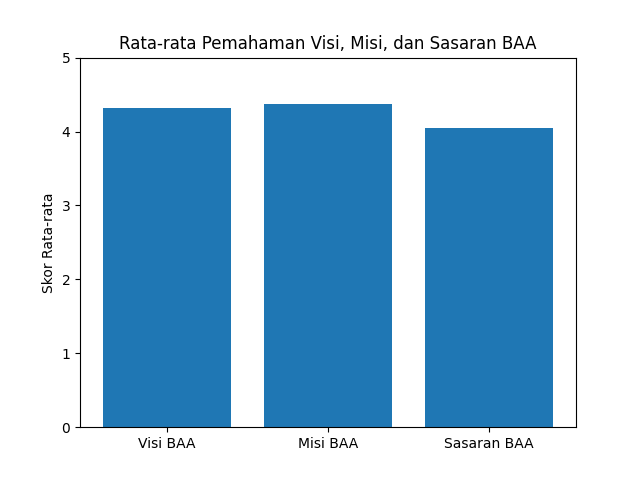 Rata-rata Pemahaman Visi, Misi, dan Sasaran BAA
5
4
3
2
1
0
Skor Rata-rata
Visi BAA
Misi BAA
Sasaran BAA